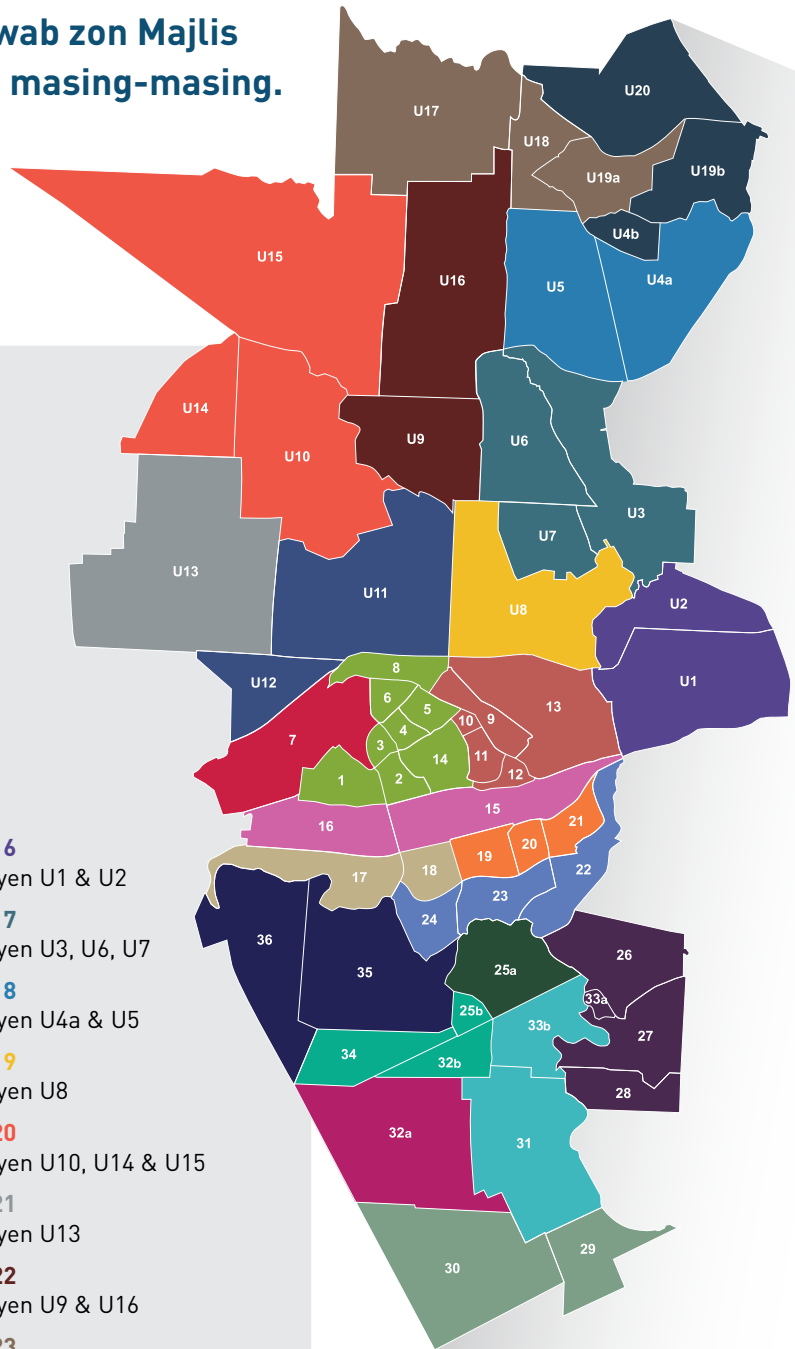 wab zon Majlis
masing-masing.
U17
U20
U18
U19a
U19b
U4b
U15
U16
U5
U4a
U14
U10
U9
U6
U3
U7
U13
U11
U8
U2
U12
U1
8
6
5
9
10
13
7
3
4
14
11
12
1
2
15
16
21
20
19
17
18
22
23
24
36
35
25a
26
33a
25b
33b
27
34
32b
28
32a
31
29
30
6
yen U1 & U2
7
yen U3, U6, U7
8
yen U4a & U5
9
yen U8
20
yen U10, U14 & U15
21
yen U13
22
yen U9 & U16
23